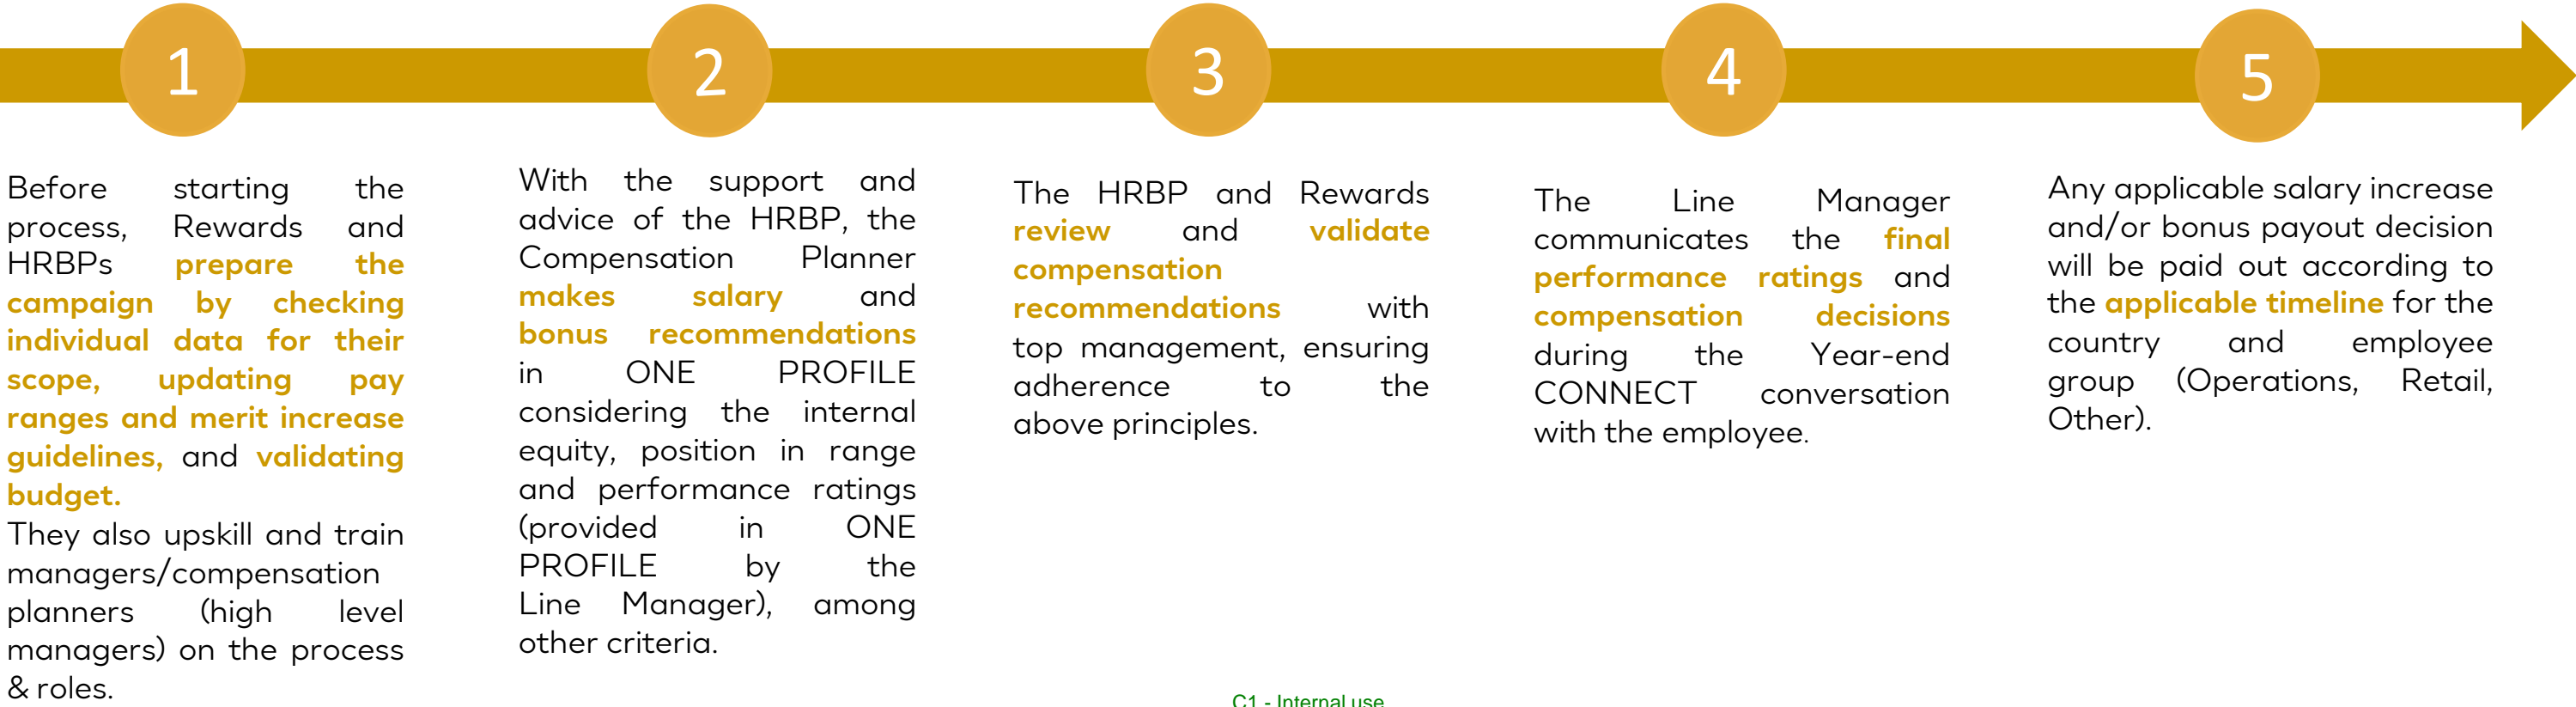 1
Before starting the
process, Rewards and
HRBPs prepare the
campaign by checking
individual data for their
scope, updating pay
ranges and merit increase
guidelines, and validating
budget.
They also upskill and train
managers/compensation
planners (high level
managers) on the process
& roles.
2
With the support and
advice of the HRBP, the
Compensation Planner
makes salary and
bonus recommendations
in ONE PROFILE
considering the internal
equity, position in range
and performance ratings
(provided in ONE
PROFILE by the
Line Manager), among
other criteria.
3
The HRBP and Rewards
review and validate
compensation
recommendations with
top management, ensuring
adherence to the
above principles.
4
The Line Manager
communicates the final
performance ratings and
compensation decisions
during the Year-end
CONNECT conversation
with the employee.
5
Any applicable salary increase
and/or bonus payout decision
will be paid out according to
the applicable timeline for the
country and employee
group (Operations, Retail,
Other).
C1 - Internal use